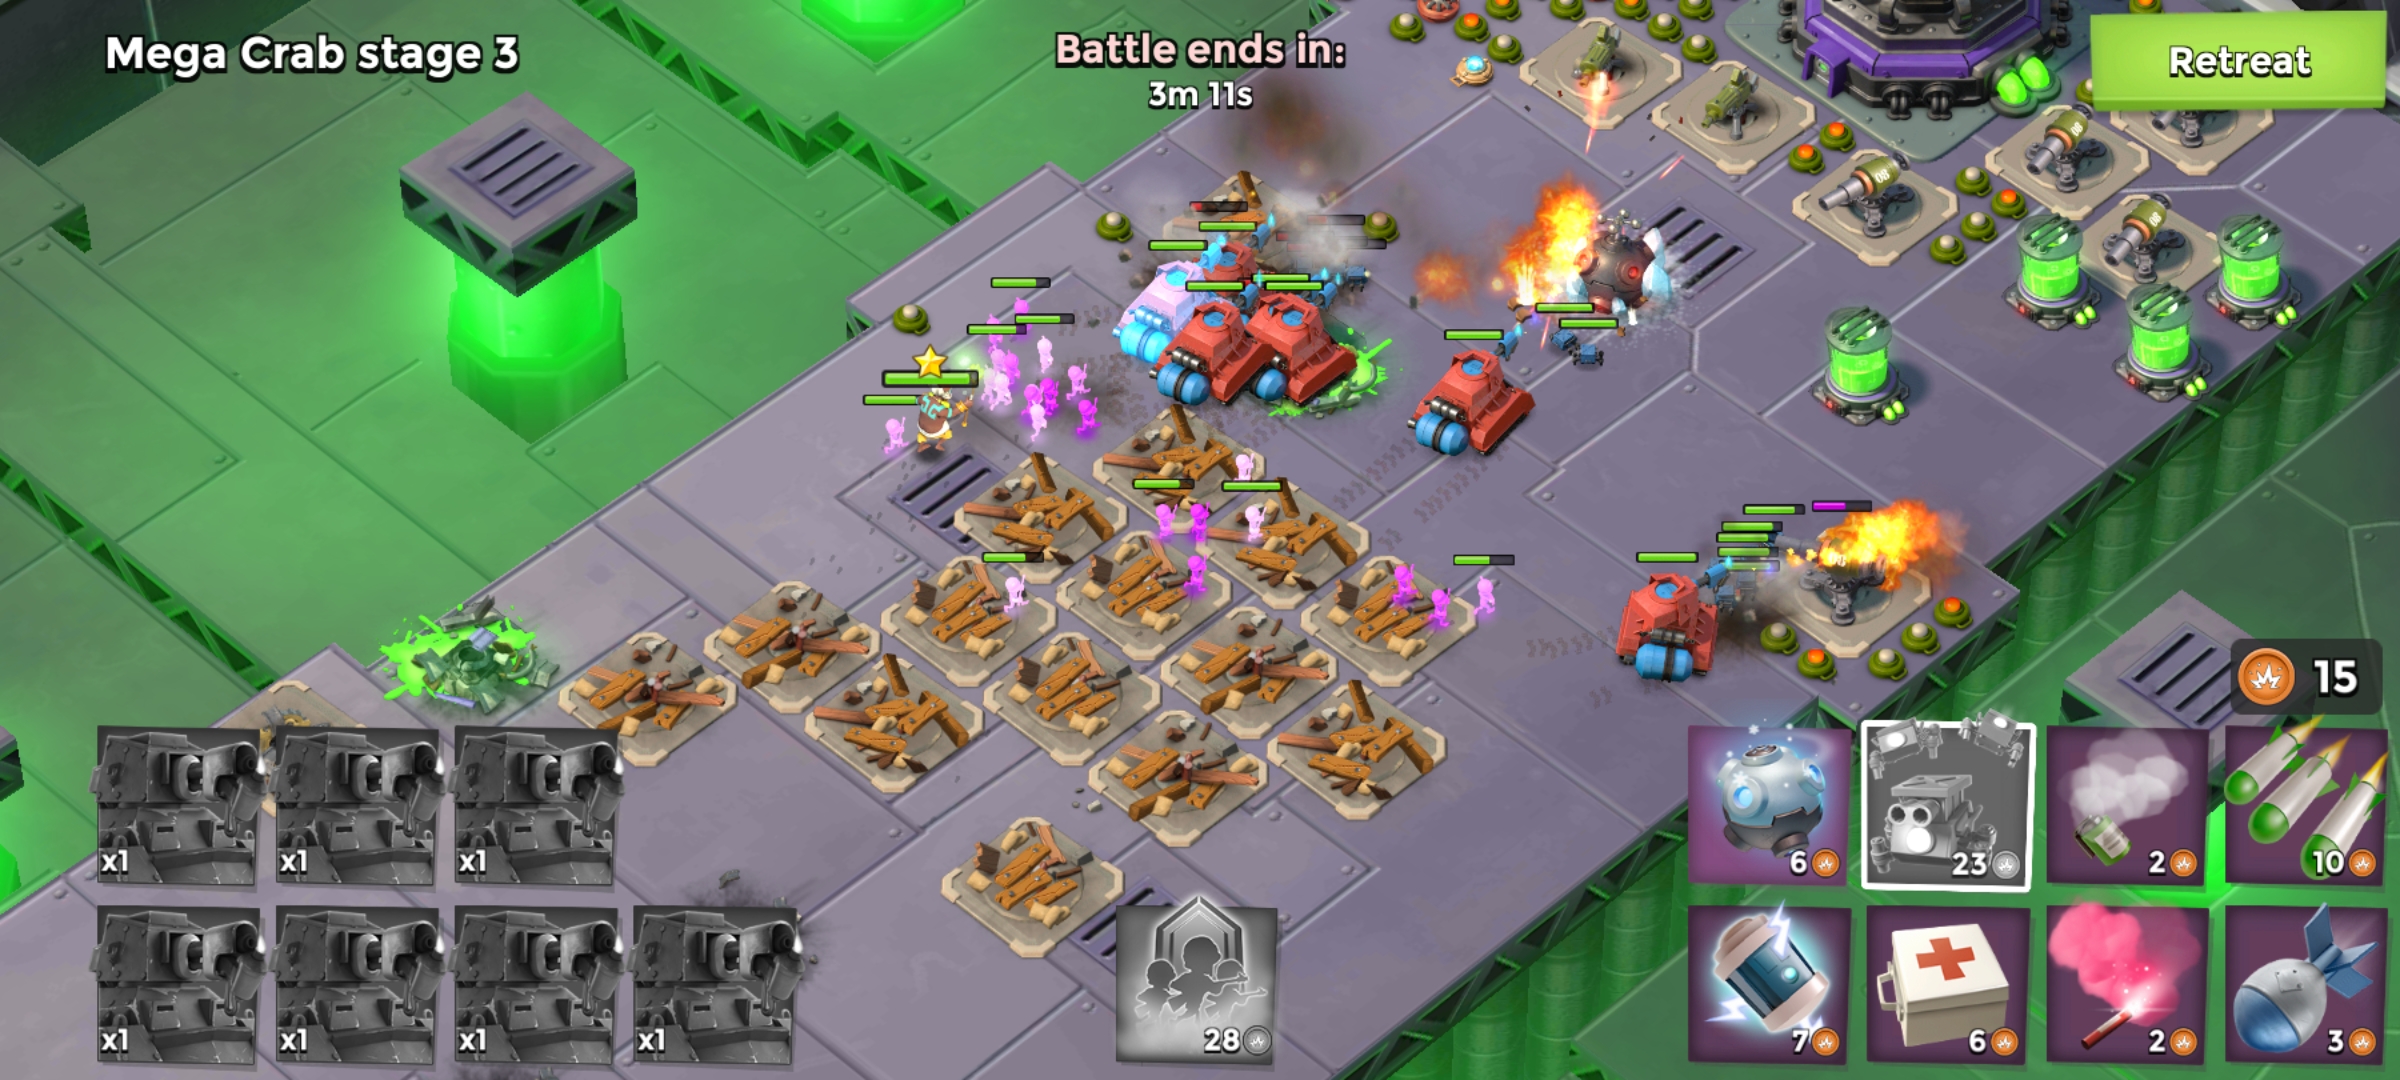 Mega Crab stage 3
Battle ends in:
3m 11s
Retreat
15
x1
x1
x1
6
23
2
10
x1
x1
x1
x1
28
7
6
2
3